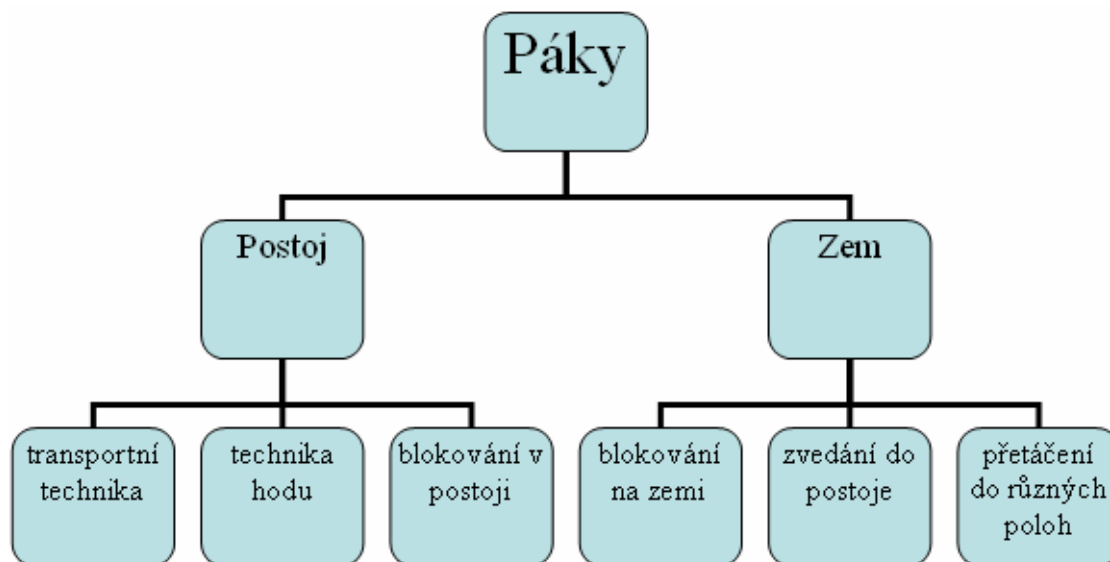 Páky
Postoj
Zem
transportní
technika
technika
hodu
blokování v
postoji
blokování
na zemi
zvedání do
postoje
přetáčení
do různých
poloh